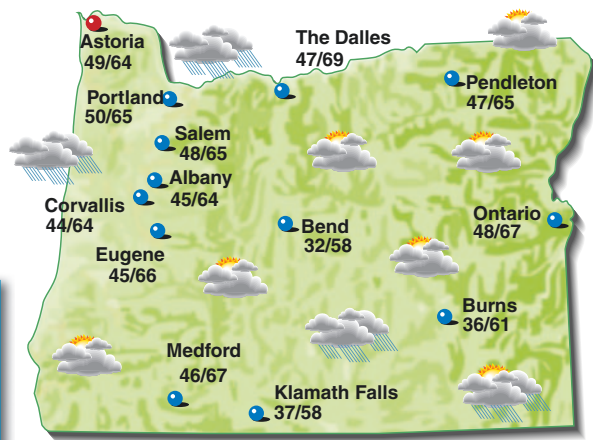 Astoria
49/64
The Dalles
47/69
Pendleton
47/65
Portland
50/65
Salem
48/65
Albany
45/64
Corvallis
44/64
Ontario
48/67
Bend
32/58
Eugene
45/66
Burns
36/61
Medford
46/67
Klamath Falls
37/58